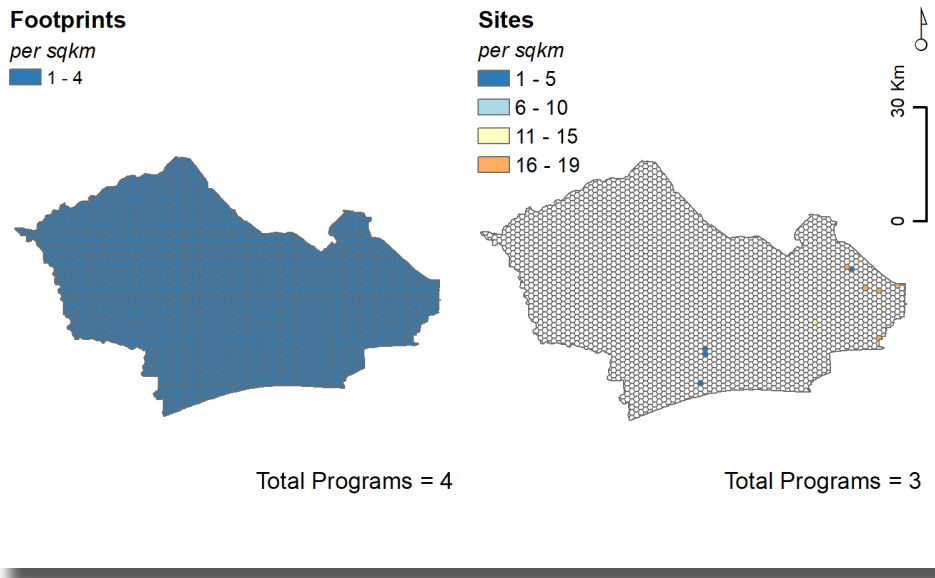 Footprints
per sqkm
1 - 4
Total Programs = 4
Sites
per sqkm
1 - 5
6 - 10
11 - 15
16 - 19
30 Km
0
Total Programs = 3